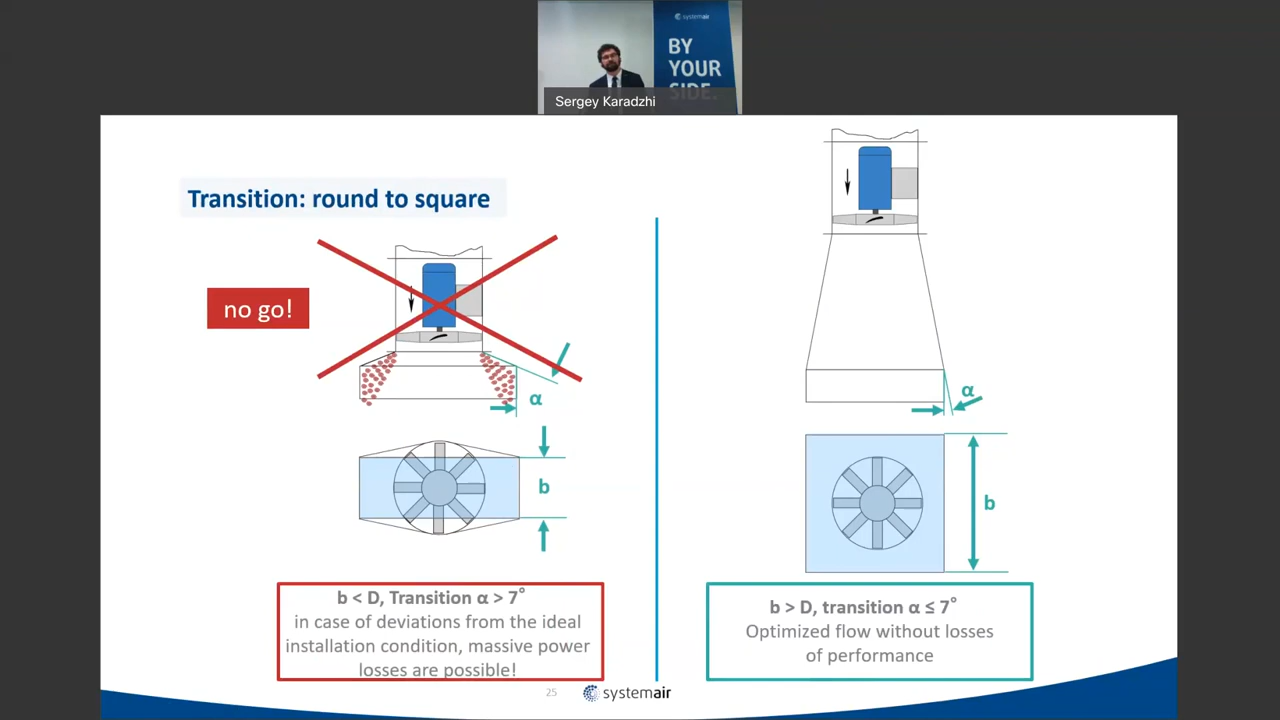 systemair
BY
YOUR
SIDE.
Sergey Karadzhi
Transition: round to square
no go!
α
b
α
b
b < D, Transition α > 7°
in case of deviations from the ideal
installation condition, massive power
losses are possible!
b > D, transition α ≤ 7°
Optimized flow without losses
of performance
25
systemair